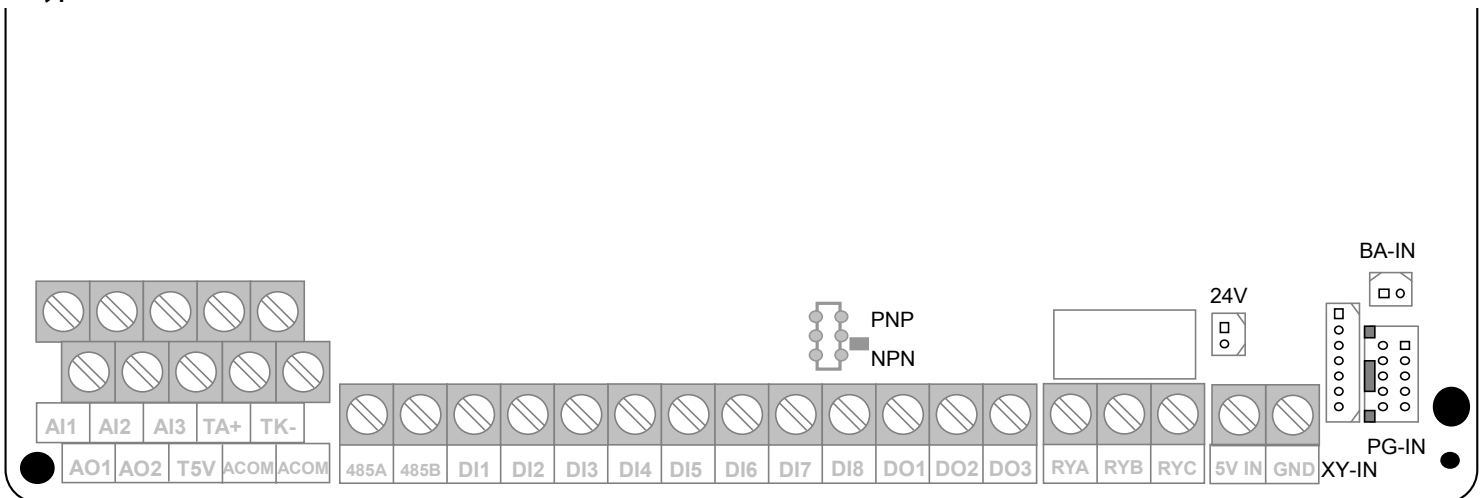 BA-IN
24V
PNP
NPN
AI1 AI2 AI3 TA+ TK-
AO1 AO2 T5V ACOM ACOM
485A 485B DI1 DI2 DI3 DI4 DI5 DI6 DI7 DI8 DO1 DO2 DO3 RYA RYB RYC 5V IN GND
PG-IN
XY-IN